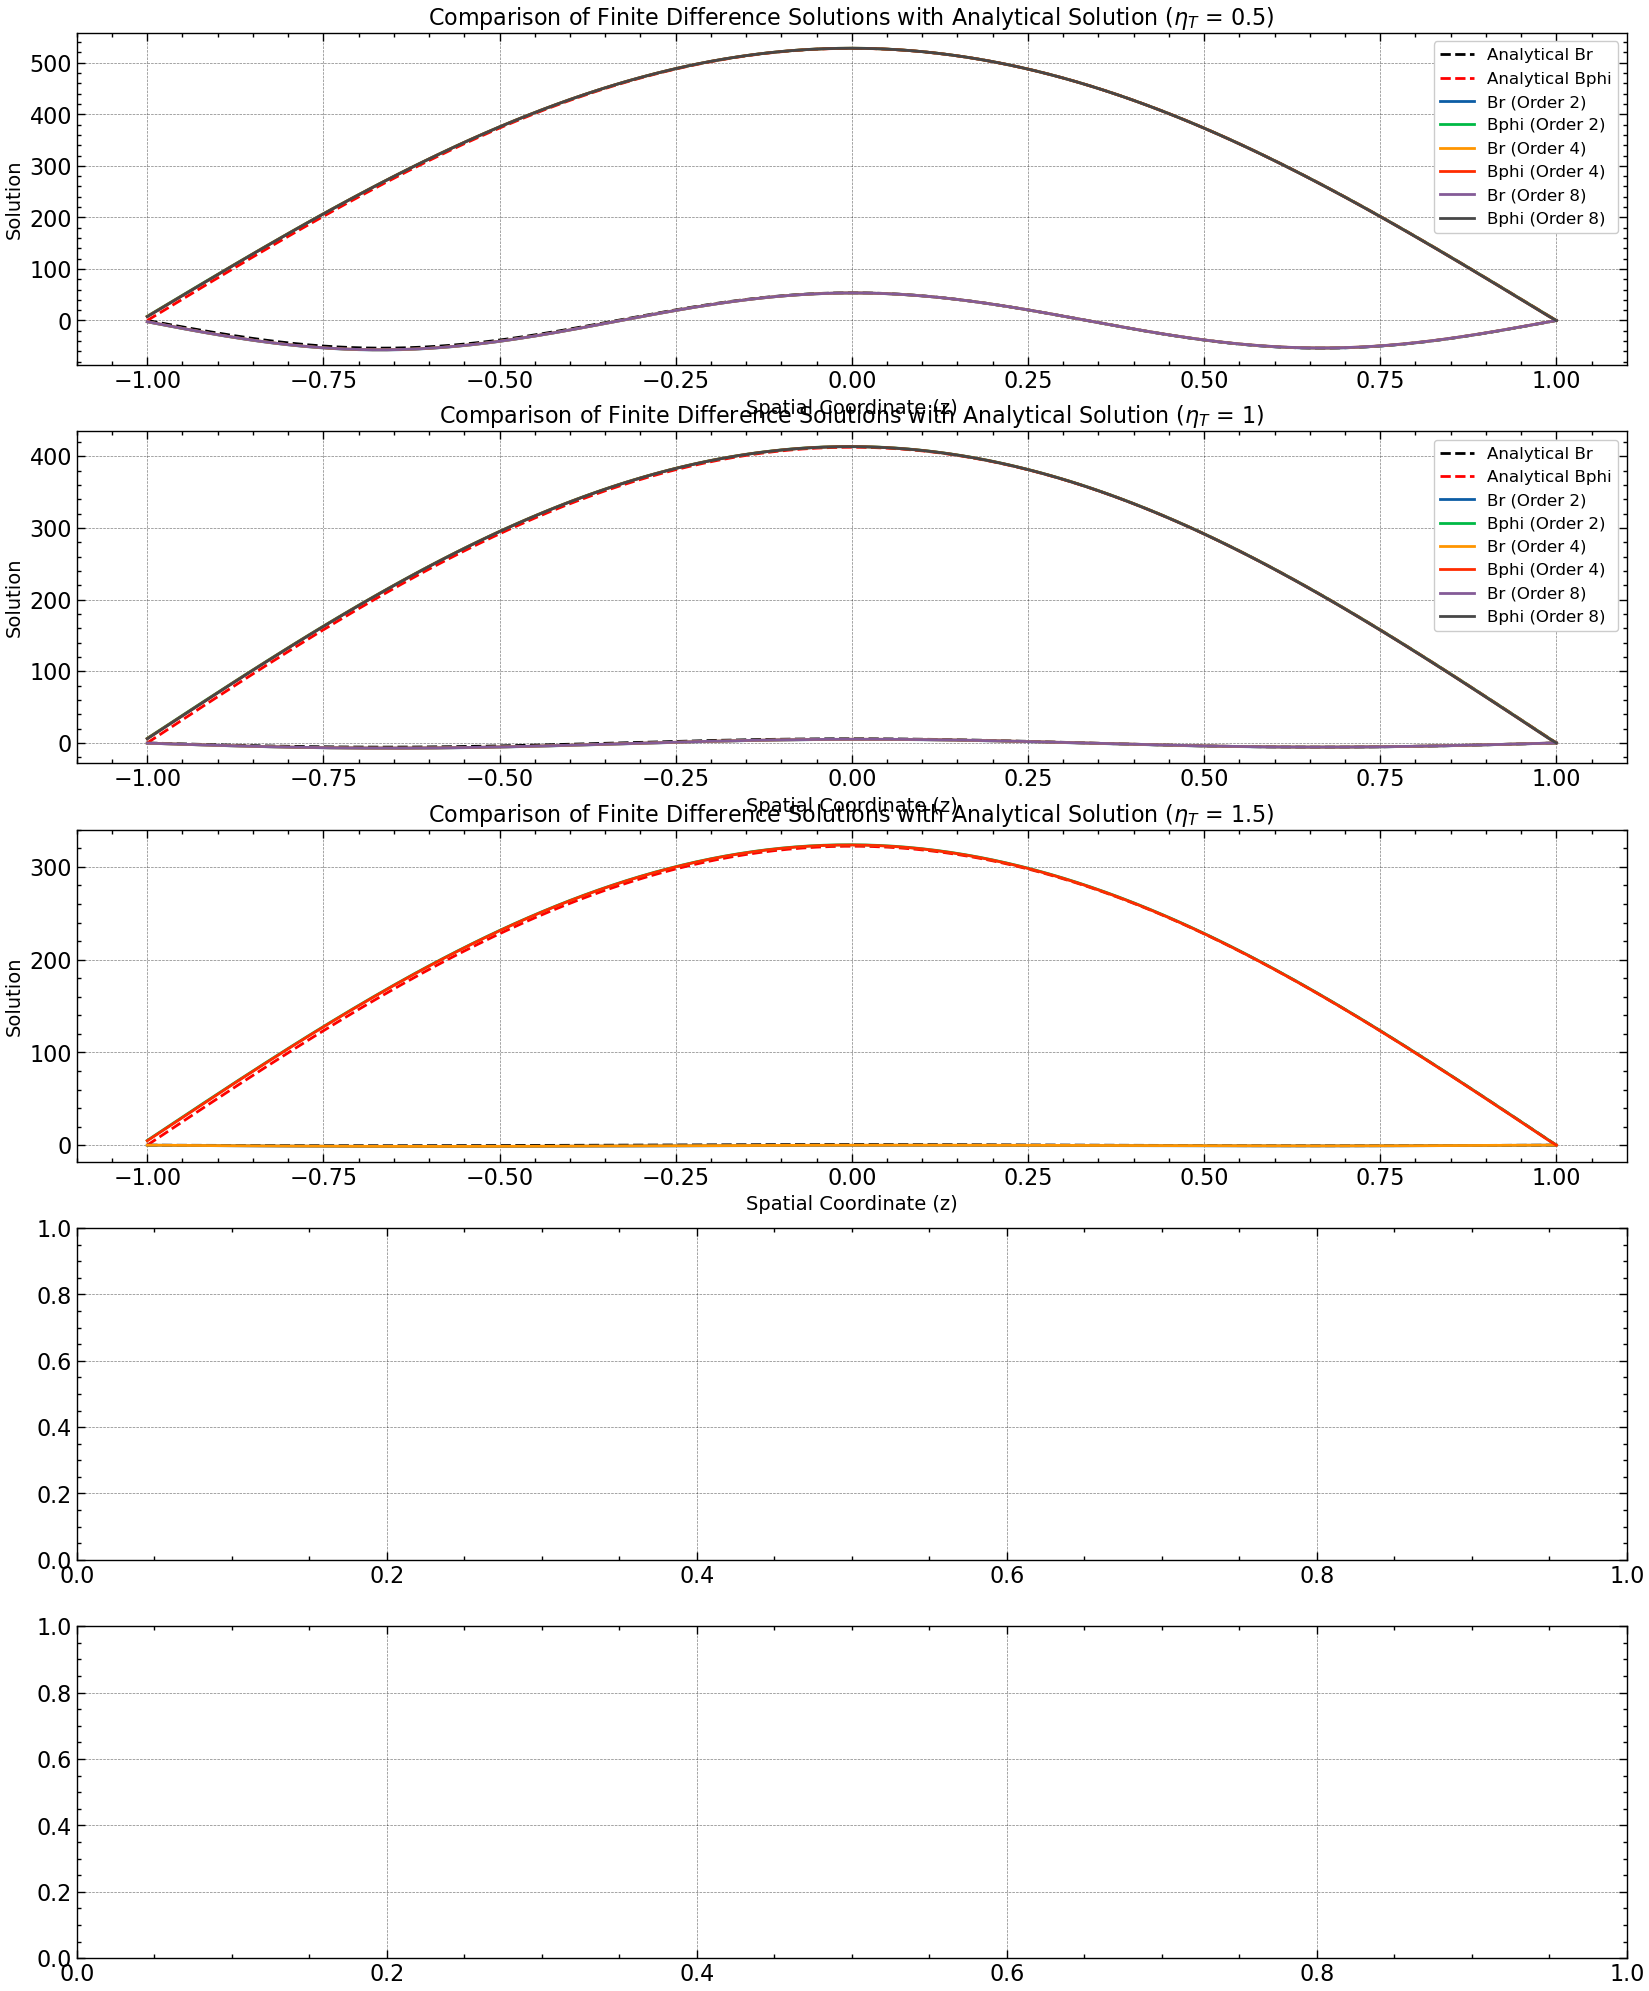 Comparison of Finite Difference Solutions with Analytical Solution (η_T = 0.5)
Solution
500
400
300
200
100
0
Analytical Br
Analytical Bphi
Br (Order 2)
Bphi (Order 2)
Br (Order 4)
Bphi (Order 4)
Br (Order 8)
Bphi (Order 8)
−1.00 −0.75 −0.50 −0.25 0.00 0.25 0.50 0.75 1.00
Spatial Coordinate (z)
Comparison of Finite Difference Solutions with Analytical Solution (η_T = 1)
Solution
400
300
200
100
0
Analytical Br
Analytical Bphi
Br (Order 2)
Bphi (Order 2)
Br (Order 4)
Bphi (Order 4)
Br (Order 8)
Bphi (Order 8)
−1.00 −0.75 −0.50 −0.25 0.00 0.25 0.50 0.75 1.00
Spatial Coordinate (z)
Comparison of Finite Difference Solutions with Analytical Solution (η_T = 1.5)
Solution
300
200
100
0
−1.00 −0.75 −0.50 −0.25 0.00 0.25 0.50 0.75 1.00
Spatial Coordinate (z)
1.0
0.8
0.6
0.4
0.2
0.0
0.0 0.2 0.4 0.6 0.8 1.0
1.0
0.8
0.6
0.4
0.2
0.0
0.0 0.2 0.4 0.6 0.8 1.0